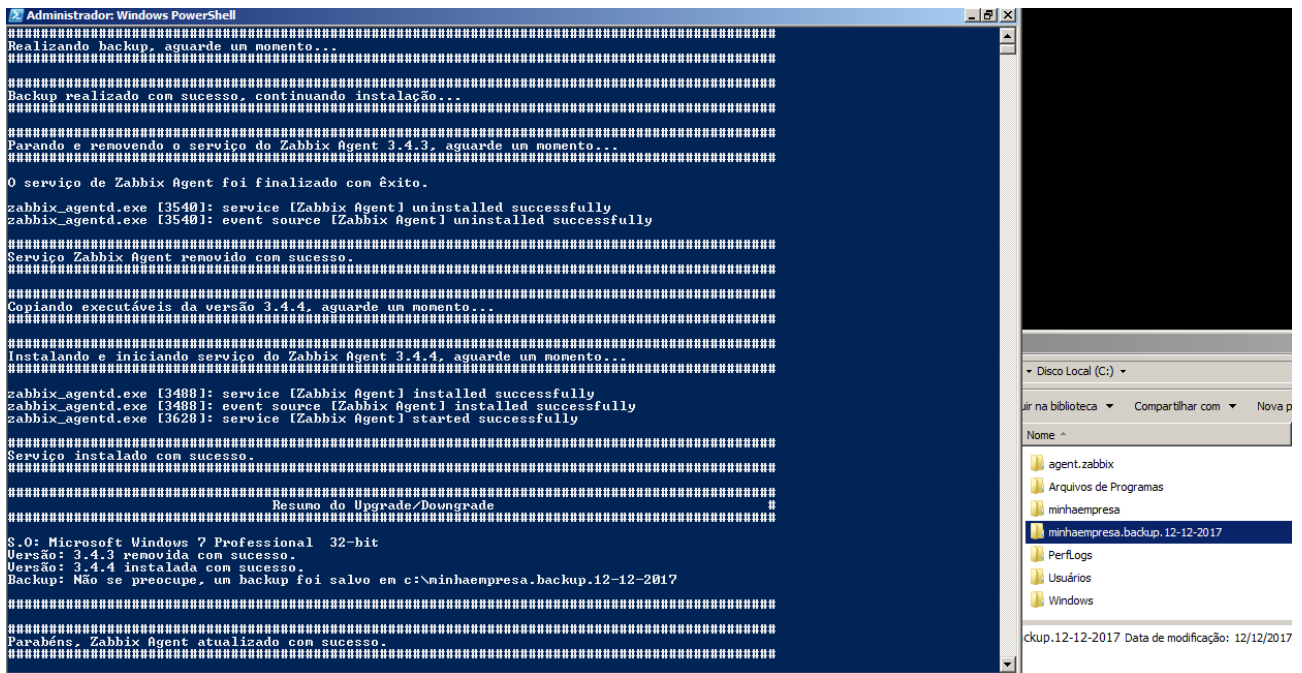 Administrador: Windows PowerShell
################################################################################################
Realizando backup, aguarde um momento...
################################################################################################
################################################################################################
Backup realizado com sucesso, continuando instalação...
################################################################################################
################################################################################################
Parando e removendo o serviço do Zabbix Agent 3.4.3, aguarde um momento...
################################################################################################
O serviço de Zabbix Agent foi finalizado com êxito.
zabbix_agentd.exe [3540]: service [Zabbix Agent] uninstalled successfully
zabbix_agentd.exe [3540]: event source [Zabbix Agent] uninstalled successfully
################################################################################################
Serviço Zabbix Agent removido com sucesso.
################################################################################################
################################################################################################
Copiando executáveis da versão 3.4.4, aguarde um momento...
################################################################################################
################################################################################################
Instalando e iniciando serviço do Zabbix Agent 3.4.4, aguarde um momento...
################################################################################################
zabbix_agentd.exe [3488]: service [Zabbix Agent] installed successfully
zabbix_agentd.exe [3488]: event source [Zabbix Agent] installed successfully
zabbix_agentd.exe [3628]: service [Zabbix Agent] started successfully
################################################################################################
Serviço instalado com sucesso.
################################################################################################
################################################################################################
Resumo do Upgrade/Downgrade #
################################################################################################
S.O: Microsoft Windows 7 Professional 32-bit
Versão: 3.4.3 removida com sucesso.
Versão: 3.4.4 instalada com sucesso.
Backup: Não se preocupe, um backup foi salvo em c:\minhaempresa.backup.12-12-2017
################################################################################################
################################################################################################
Parabéns, Zabbix Agent atualizado com sucesso.
################################################################################################
Disco Local (C:)
uir na biblioteca Compartilhar com Nova p
Nome
agent.zabbix
Arquivos de Programas
minhaempresa
minhaempresa.backup.12-12-2017
PerfLogs
Usuários
Windows
ckup.12-12-2017 Data de modificação: 12/12/2017